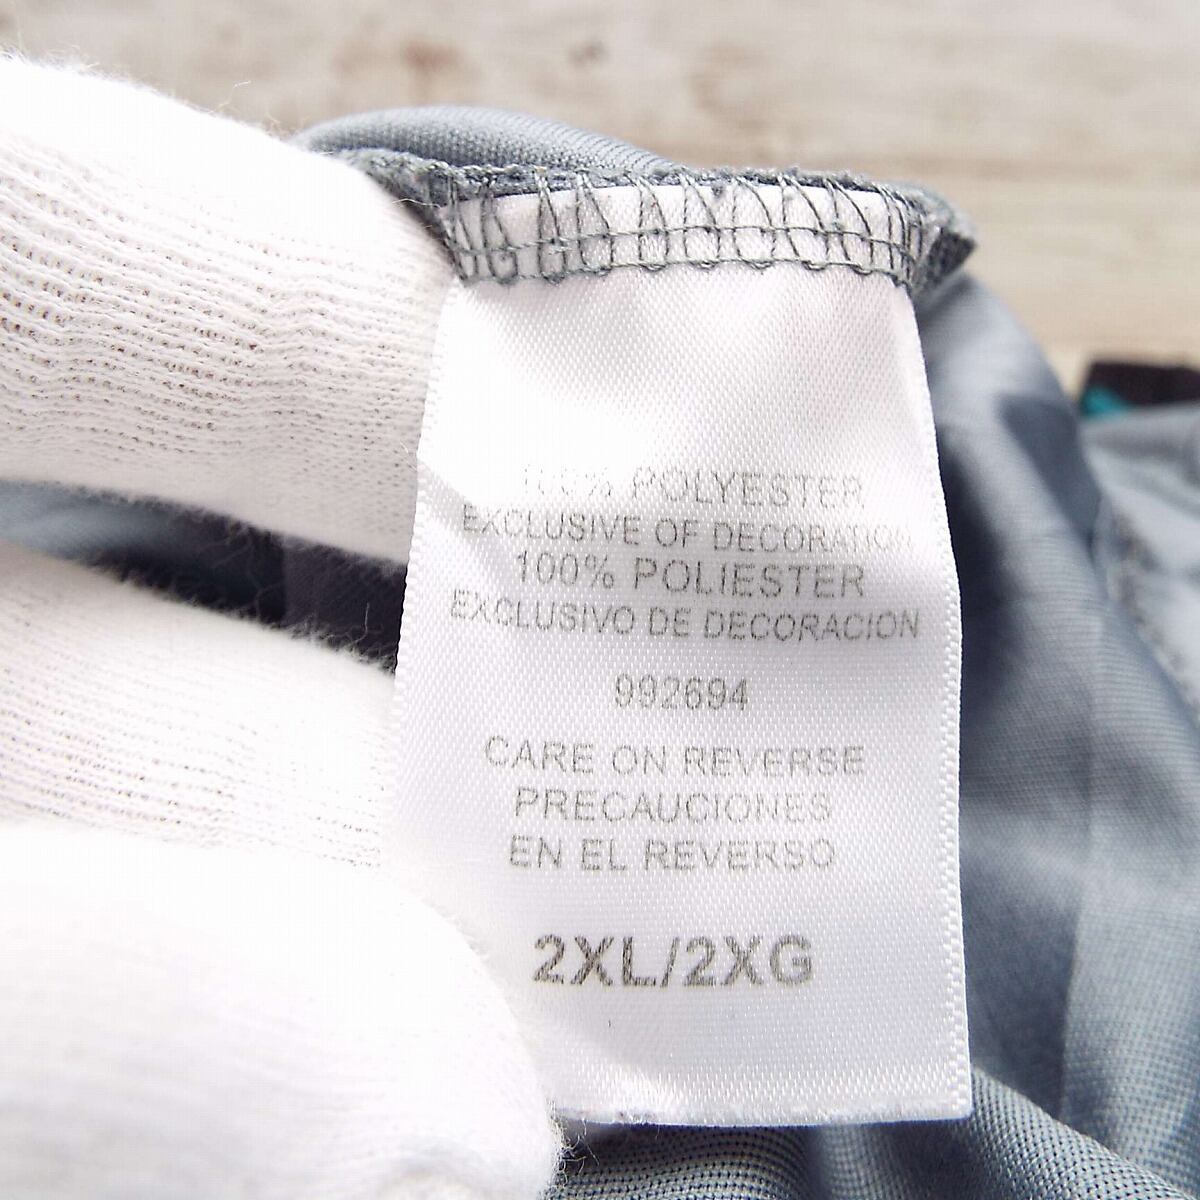 100% POLYESTER
EXCLUSIVE OF DECORATION
100% POLIESTER
EXCLUSIVO DE DECORACION
992694
CARE ON REVERSE
PRECAUCIONES
EN EL REVERSO
2XL/2XG